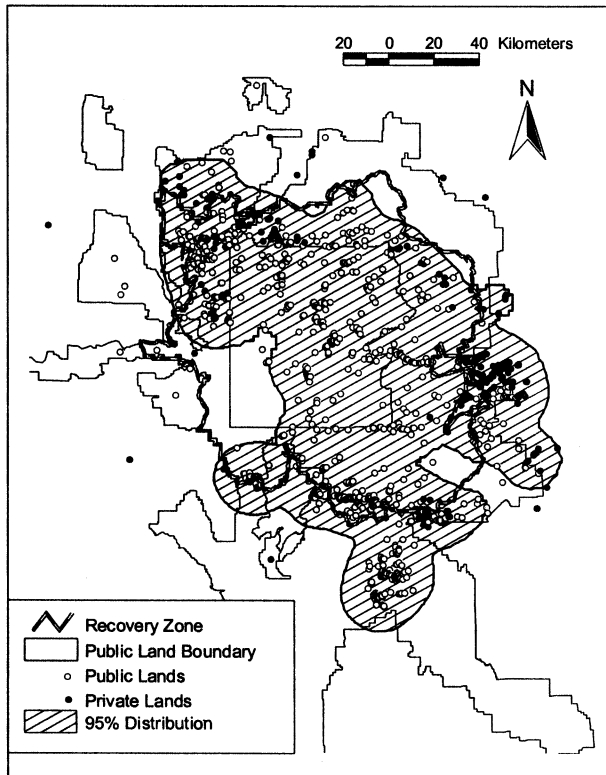 20 0 20 40 Kilometers
N
Recovery Zone
Public Land Boundary
Public Lands
Private Lands
95% Distribution